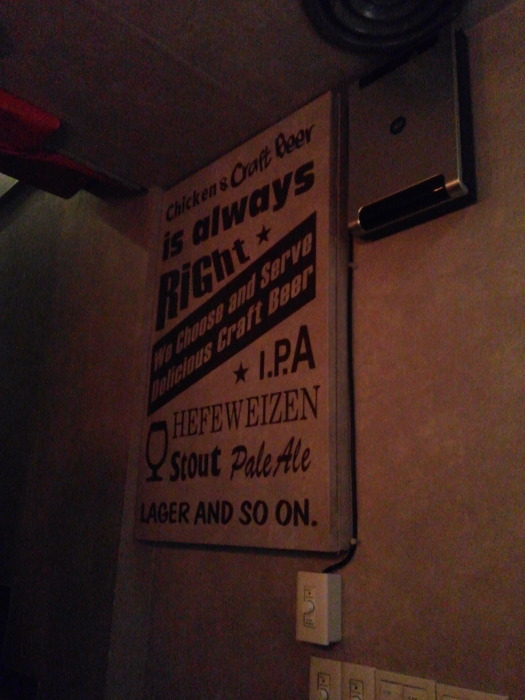 Chicken & Craft Beer
is always
RiGht
We Choose and Serve
Delicious Craft Beer
I.P.A
HEFEWEIZEN
Stout Pale Ale
LAGER AND SO ON.